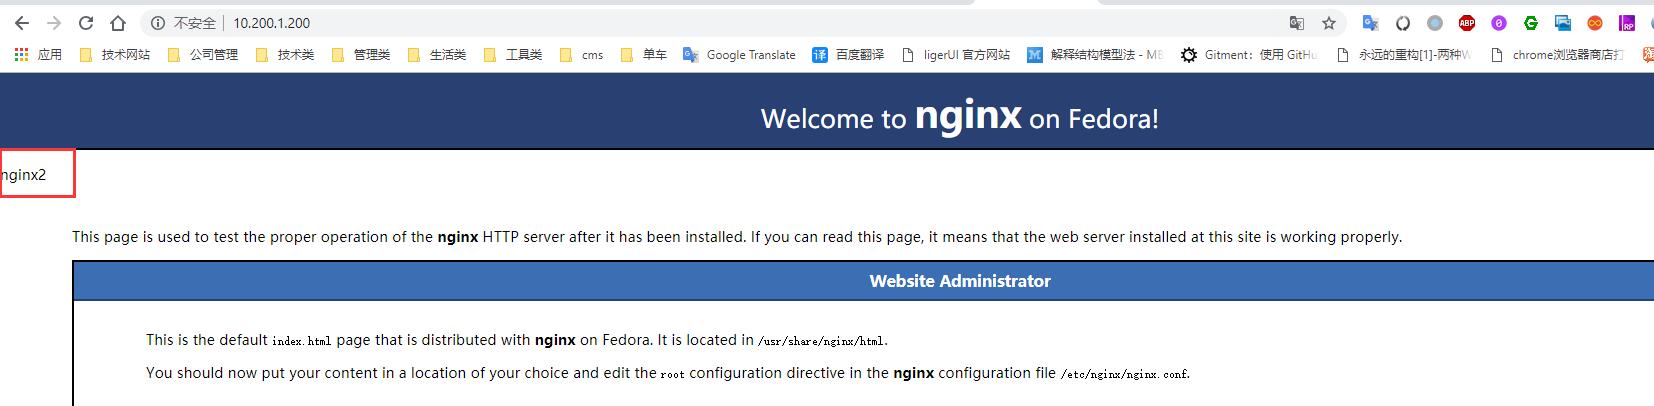 不安全 10.200.1.200
应用 技术网站 公司管理 技术类 管理类 生活类 工具类 cms 单车 Google Translate 百度翻译 ligerUI 官方网站 解释结构模型法 - MB Gitment：使用 GitHu 永远的重构[1]-两种W chrome浏览器商店打
Welcome to nginx on Fedora!
nginx2
This page is used to test the proper operation of the nginx HTTP server after it has been installed. If you can read this page, it means that the web server installed at this site is working properly.
Website Administrator
This is the default index.html page that is distributed with nginx on Fedora. It is located in /usr/share/nginx/html.
You should now put your content in a location of your choice and edit the root configuration directive in the nginx configuration file /etc/nginx/nginx.conf.